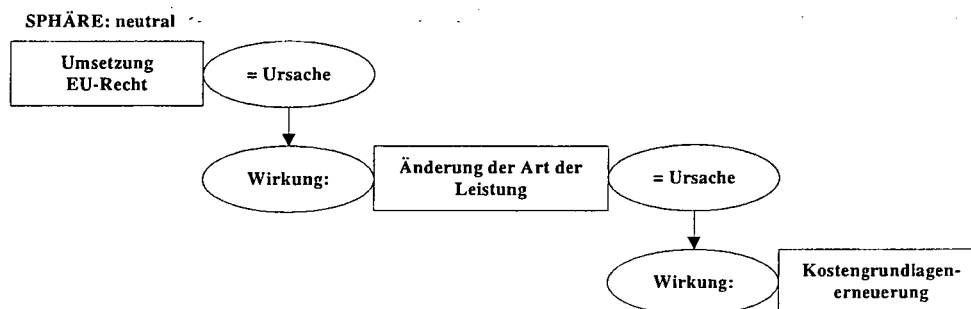 SPHÄRE: neutral
Umsetzung
EU-Recht
= Ursache
Wirkung:
Änderung der Art der
Leistung
= Ursache
Wirkung:
Kostengrundlagen-
erneuerung